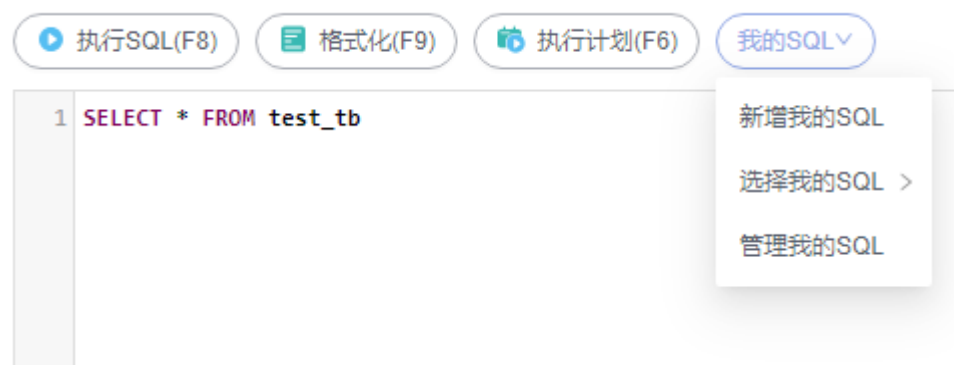 执行SQL(F8) 格式化(F9) 执行计划(F6) 我的SQL
1 SELECT * FROM test_tb
新增我的SQL
选择我的SQL >
管理我的SQL